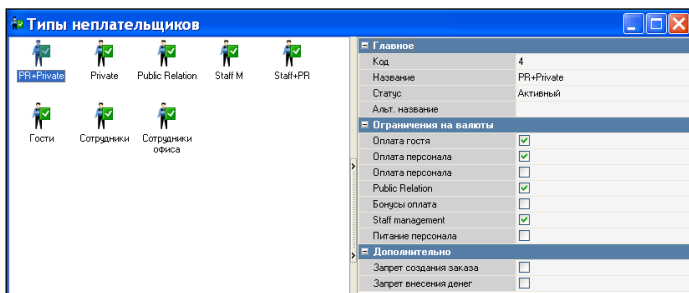 Типы неплательщиков
PR+Private
Private
Public Relation
Staff M
Staff+PR
Гости
Сотрудники
Сотрудники
офиса
Главное
Код 4
Название PR+Private
Статус Активный
Альт. название
Ограничения на валюты
Оплата гостя
Оплата персонала
Оплата персонала
Public Relation
Бонусы оплата
Staff management
Питание персонала
Дополнительно
Запрет создания заказа
Запрет внесения денег